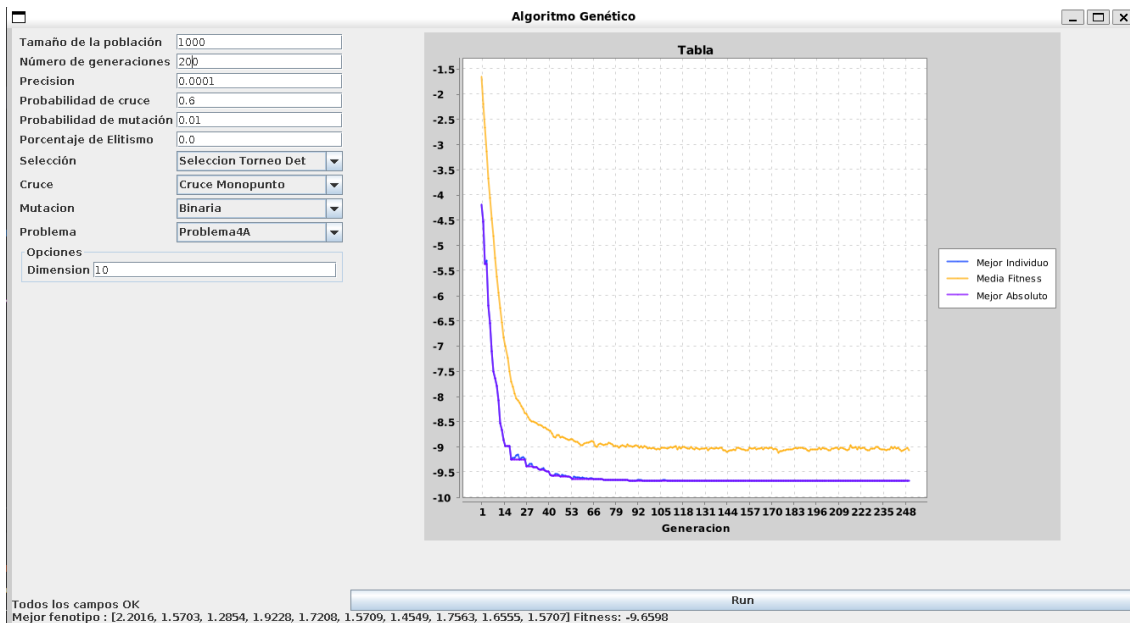 Algoritmo Genético
Tamaño de la población 1000
Número de generaciones 200
Precision 0.0001
Probabilidad de cruce 0.6
Probabilidad de mutación 0.01
Porcentaje de Elitismo 0.0
Selección Seleccion Torneo Det
Cruce Cruce Monopunto
Mutacion Binaria
Problema Problema4A
Opciones
Dimension 10
Tabla
-1.5
-2
-2.5
-3
-3.5
-4
-4.5
-5
-5.5
-6
-6.5
-7
-7.5
-8
-8.5
-9
-9.5
-10
1 14 27 40 53 66 79 92 105 118 131 144 157 170 183 196 209 222 235 248
Generacion
Mejor Individuo
Media Fitness
Mejor Absoluto
Run
Todos los campos OK
Mejor fenotipo : [2.2016, 1.5703, 1.2854, 1.9228, 1.7208, 1.5709, 1.4549, 1.7563, 1.6555, 1.5707] Fitness: -9.6598